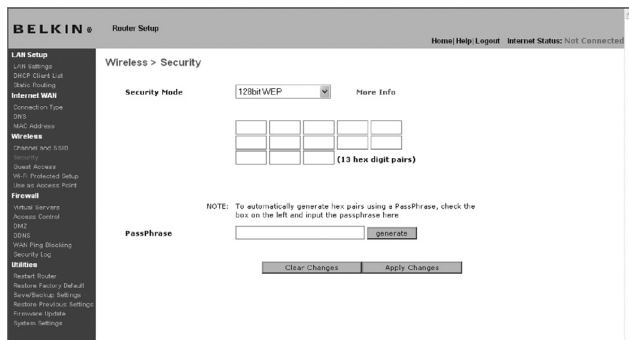 BELKIN
Router Setup
Home|Help|Logout Internet Status: Not Connected
LAN Setup
LAN Settings
DHCP Client List
Static Routing
Internet WAN
Connection Type
DNS
MAC Address
Wireless
Channel and SSID
Security
Guest Access
Wi-Fi Protected Setup
Use as Access Point
Firewall
Virtual Servers
Access Control
DMZ
DDNS
WAN Ping Blocking
Security Log
Utilities
Restart Router
Restore Factory Default
Save/Backup Settings
Restore Previous Settings
Firmware Update
System Settings
Wireless > Security
Security Mode 128bit WEP More Info
(13 hex digit pairs)
NOTE: To automatically generate hex pairs using a PassPhrase, check the
box on the left and input the passphrase here
PassPhrase generate
Clear Changes Apply Changes